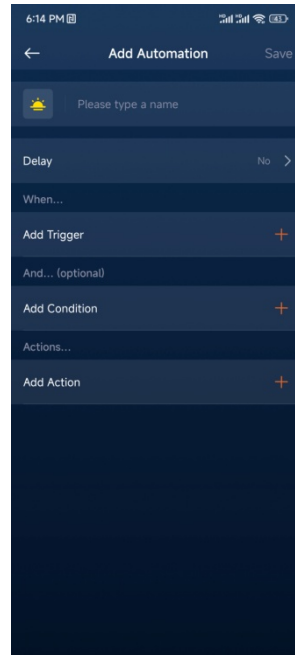 6:14 PM
41
Add Automation
Save
Please type a name
Delay
No
When...
Add Trigger
And... (optional)
Add Condition
Actions...
Add Action